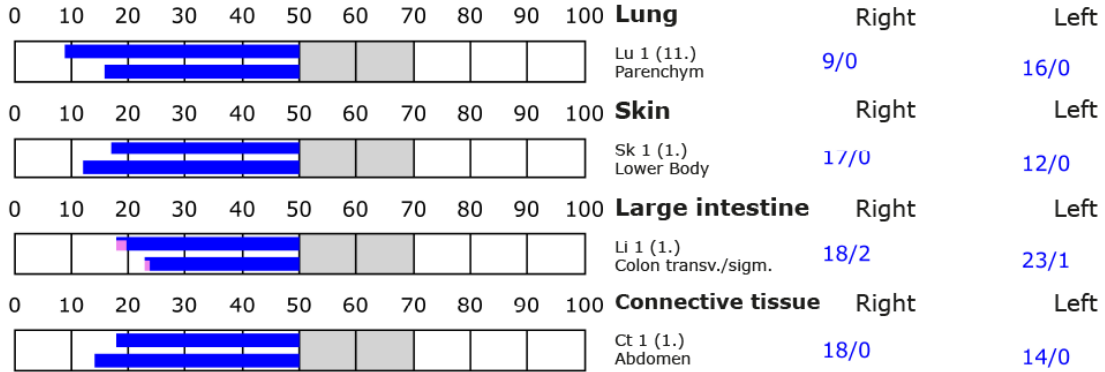 0 10 20 30 40 50 60 70 80 90 100 Lung Right Left
Lu 1 (11.)
Parenchym
9/0
16/0
0 10 20 30 40 50 60 70 80 90 100 Skin Right Left
Sk 1 (1.)
Lower Body
17/0
12/0
0 10 20 30 40 50 60 70 80 90 100 Large intestine Right Left
Li 1 (1.)
Colon transv./sigm.
18/2
23/1
0 10 20 30 40 50 60 70 80 90 100 Connective tissue Right Left
Ct 1 (1.)
Abdomen
18/0
14/0